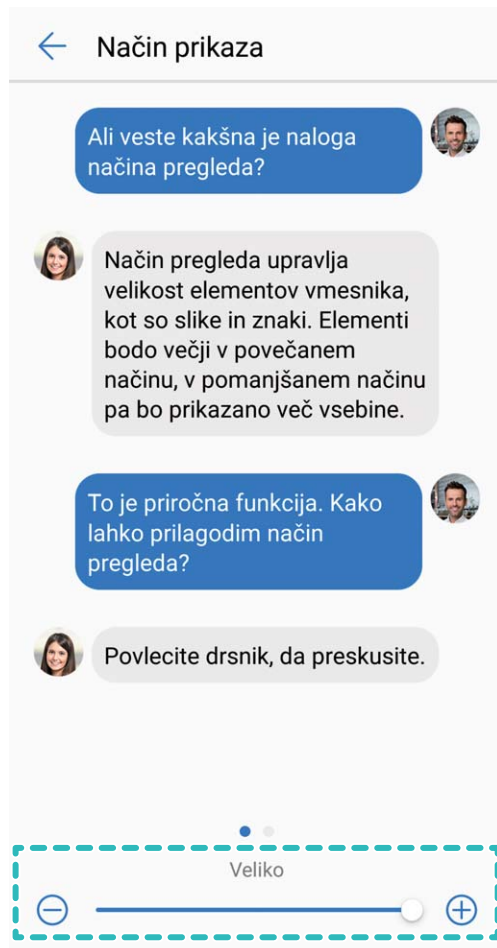 Način prikaza
Ali veste kakšna je naloga
načina pregleda?
Način pregleda upravlja
velikost elementov vmesnika,
kot so slike in znaki. Elementi
bodo večji v povečanem
načinu, v pomanjšanem načinu
pa bo prikazano več vsebine.
To je priročna funkcija. Kako
lahko prilagodim način
pregleda?
Povlecite drsnik, da preskusite.
Veliko